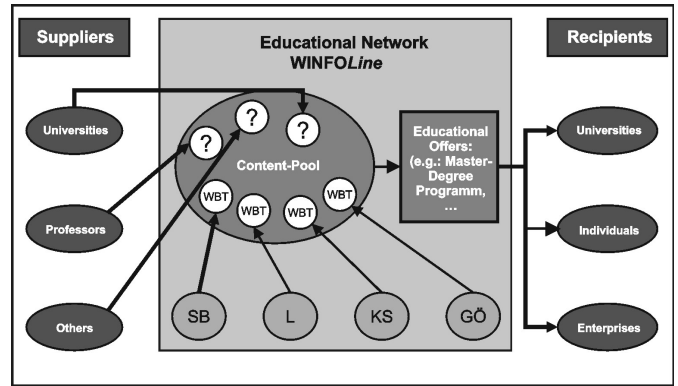 Suppliers
Educational Network
WINFOLine
Recipients
Universities
?
?
?
Content-Pool
Educational
Offers:
(e.g.: Master-
Degree
Programm,
...
Universities
Professors
WBT
WBT
WBT
WBT
Individuals
Others
SB
L
KS
GÖ
Enterprises